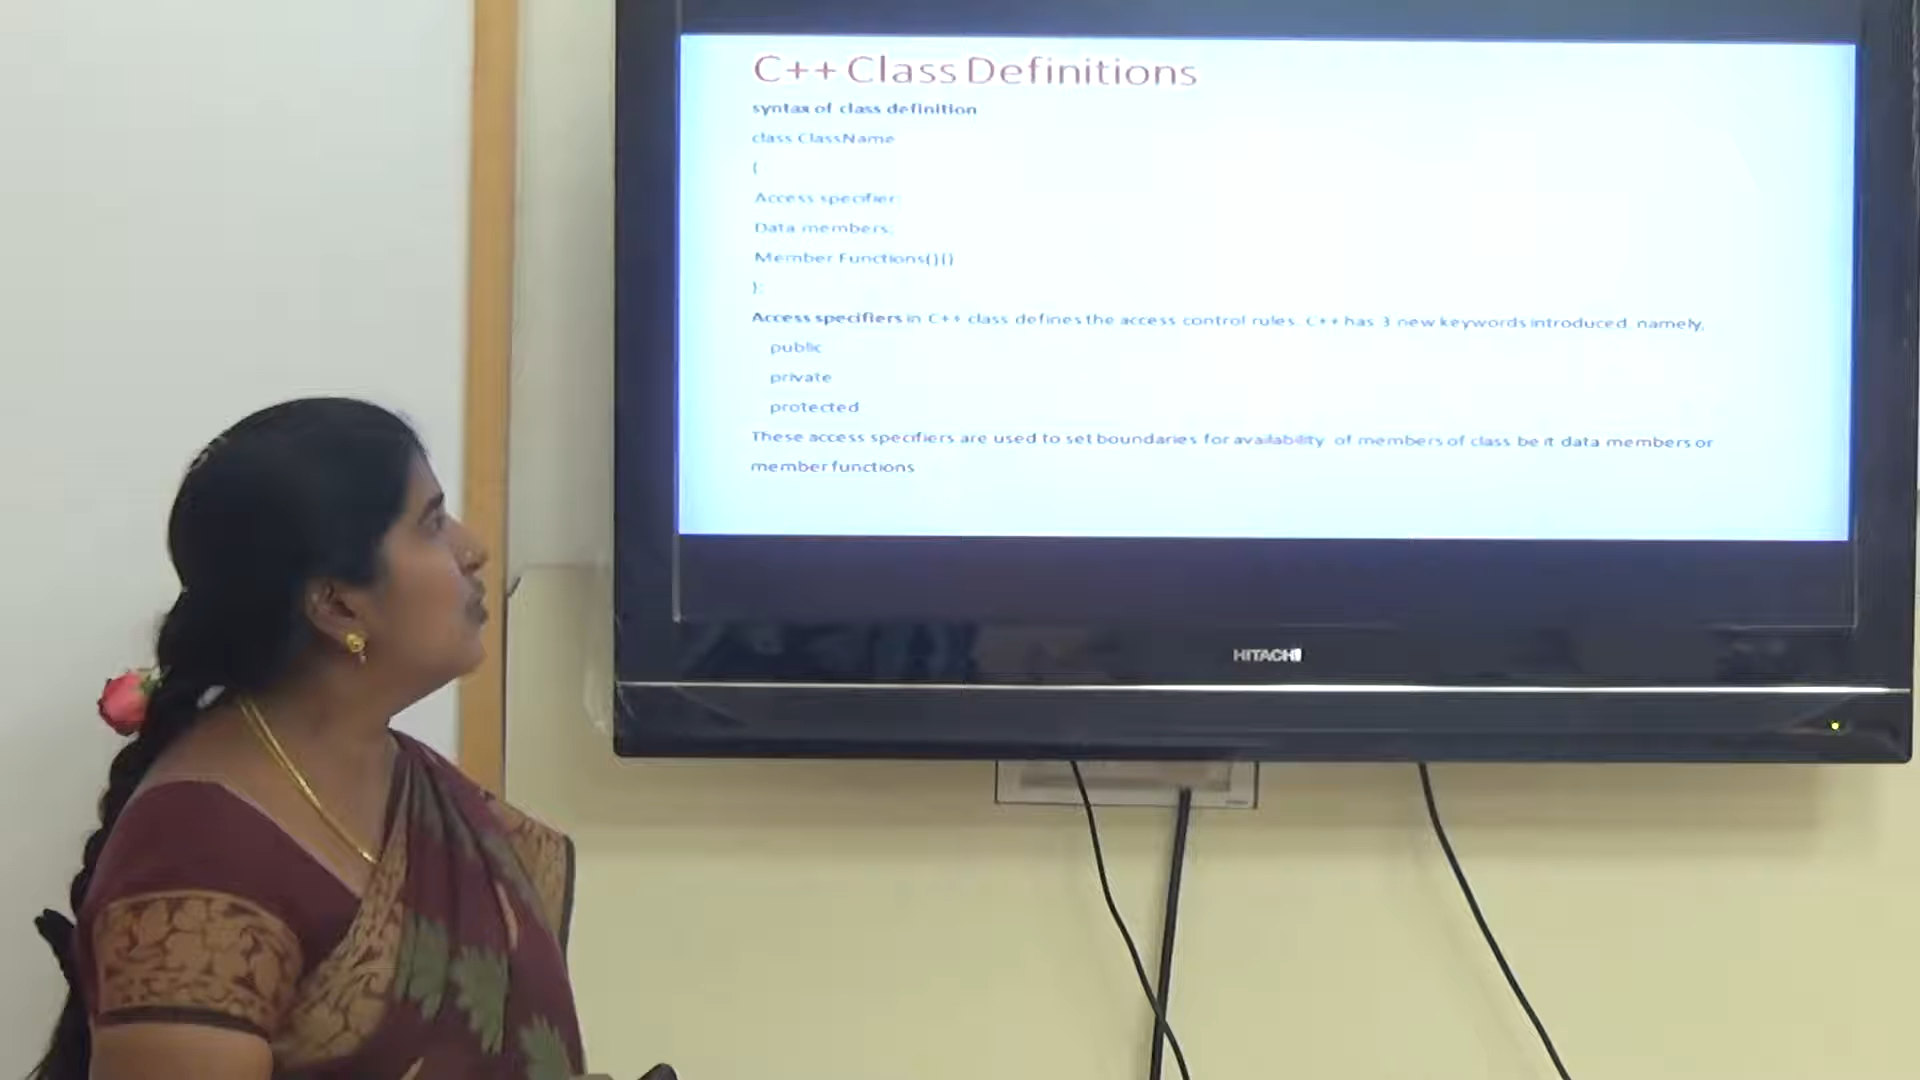 C++ Class Definitions
syntax of class definition
class ClassName
{
Access specifier:
Data members;
Member Functions(){}
};
Access specifiers in C++ class defines the access control rules. C++ has 3 new keywords introduced, namely,
public
private
protected
These access specifiers are used to set boundaries for availability of members of class be it data members or
member functions
HITACHI